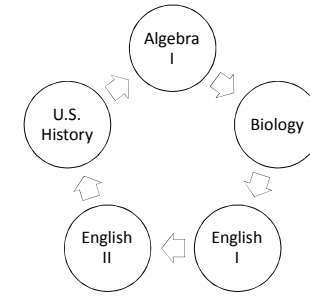 Algebra
I
Biology
English
I
English
II
U.S.
History